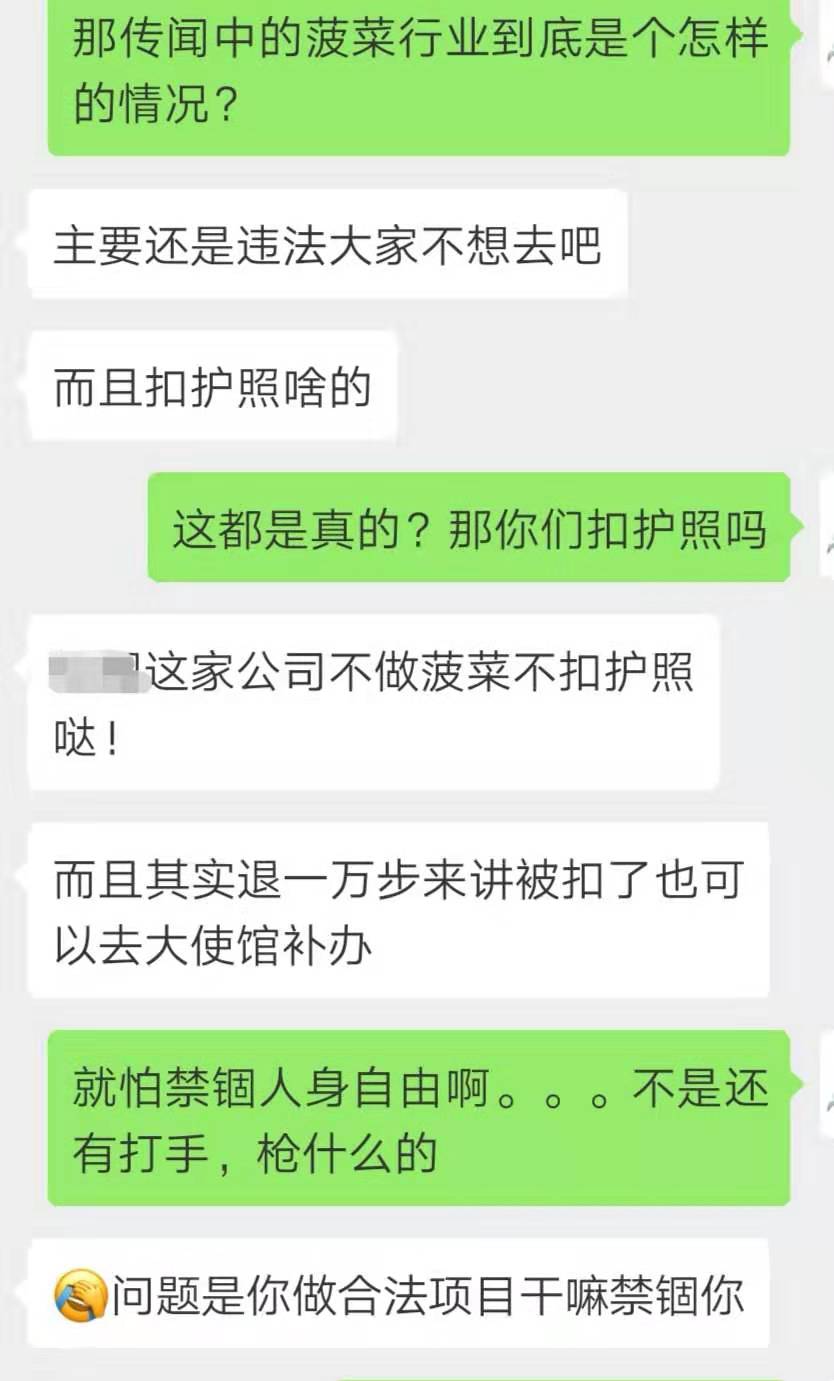 那传闻中的菠菜行业到底是个怎样
的情况？
主要还是违法大家不想去吧
而且扣护照啥的
这都是真的？那你们扣护照吗
这家公司不做菠菜不扣护照
哒！
而且其实退一万步来讲被扣了也可
以去大使馆补办
就怕禁锢人身自由啊。。。不是还
有打手，枪什么的
🤦问题是你做合法项目干嘛禁锢你